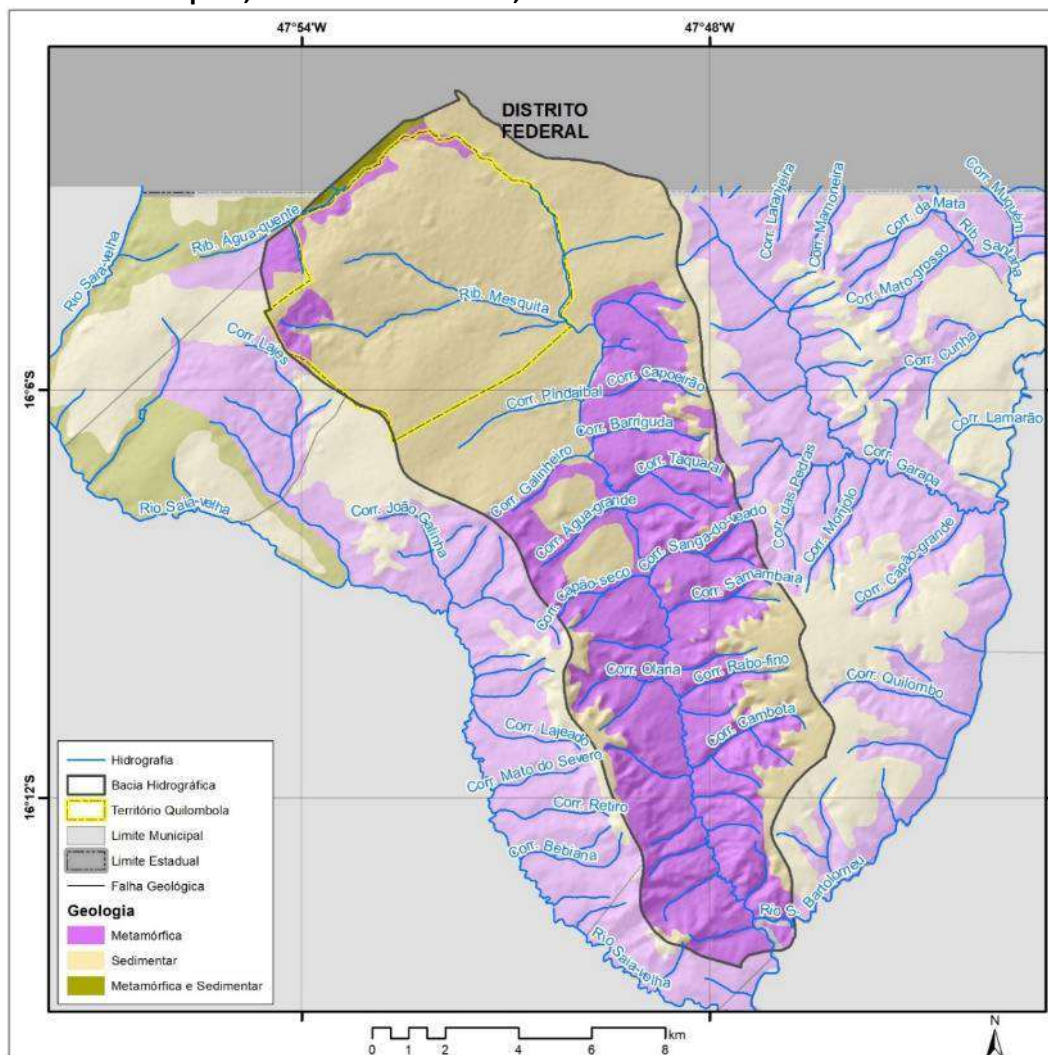 47°54'W
47°48'W
DISTRITO
FEDERAL
Rib. Água-quente
Rio Saia-velha
Corr. Laranjeira
Corr. Mamoneira
Corr. da Mata
Corr. Muquém
Rib. Santana
Corr. Mato-grosso
Rib. Mesquita
Corr. Lajes
Corr. Cunha
16°6'S
Corr. Pindaibal
Corr. Capoeirão
Corr. Barriguda
Corr. Lamarão
Corr. Galinheiro
Corr. Taquaral
Corr. das Pedras
Corr. Garapa
Rio Saia-velha
Corr. João Galinha
Corr. Água-grande
Corr. Sanga-do-veado
Corr. Monjolo
Corr. Capão-grande
Corr. Capão-seco
Corr. Samambaia
Corr. Olaria
Corr. Rabo-fino
Corr. Quilombo
Corr. Lajeado
Corr. Cambota
Corr. Mato do Severo
16°12'S
Corr. Retiro
Corr. Bebiana
Rio S. Bartolomeu
Rio Saia-velha
Hidrografia
Bacia Hidrográfica
Território Quilombola
Limite Municipal
Limite Estadual
Falha Geológica
Geologia
Metamórfica
Sedimentar
Metamórfica e Sedimentar
km
0 1 2 4 6 8
N